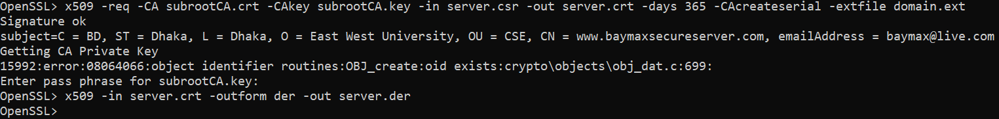 OpenSSL> x509 -req -CA subrootCA.crt -CAkey subrootCA.key -in server.csr -out server.crt -days 365 -CAcreateserial -extfile domain.ext
Signature ok
subject=C = BD, ST = Dhaka, L = Dhaka, O = East West University, OU = CSE, CN = www.baymaxsecureserver.com, emailAddress = baymax@live.com
Getting CA Private Key
15992:error:08064066:object identifier routines:OBJ_create:oid exists:crypto\objects\obj_dat.c:699:
Enter pass phrase for subrootCA.key:
OpenSSL> x509 -in server.crt -outform der -out server.der
OpenSSL>